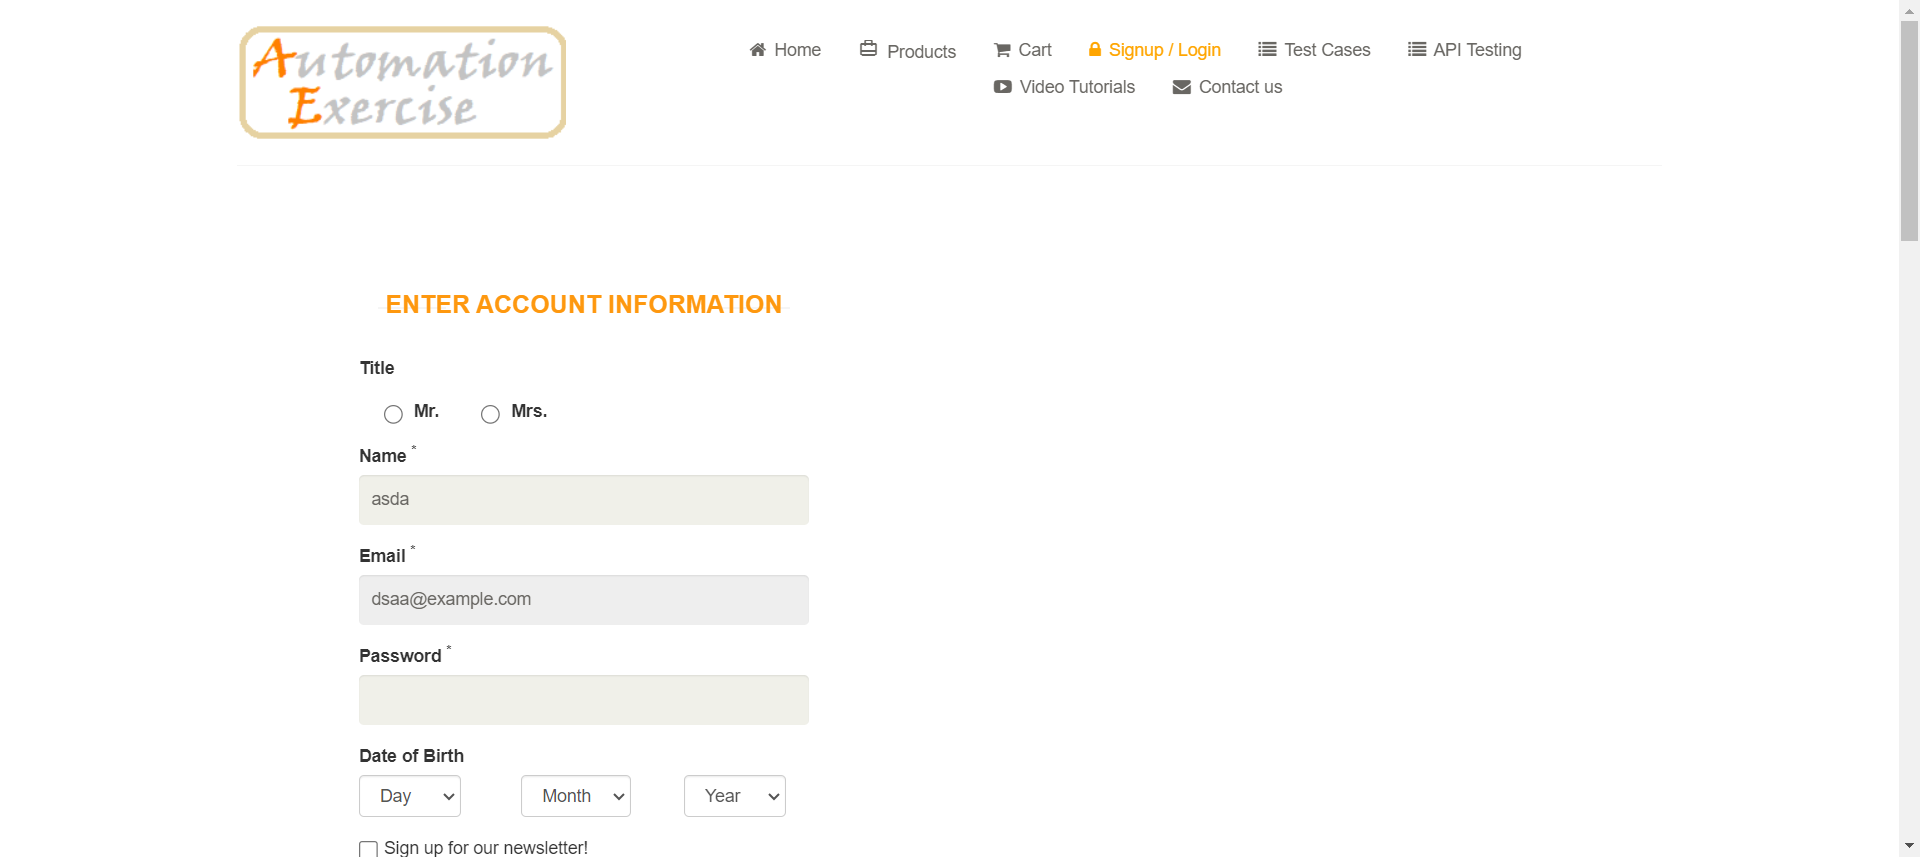 Automation
Exercise
Home Products Cart Signup / Login Test Cases API Testing
Video Tutorials Contact us
ENTER ACCOUNT INFORMATION
Title
Mr. Mrs.
Name *
asda
Email *
dsaa@example.com
Password *
Date of Birth
Day Month Year
Sign up for our newsletter!